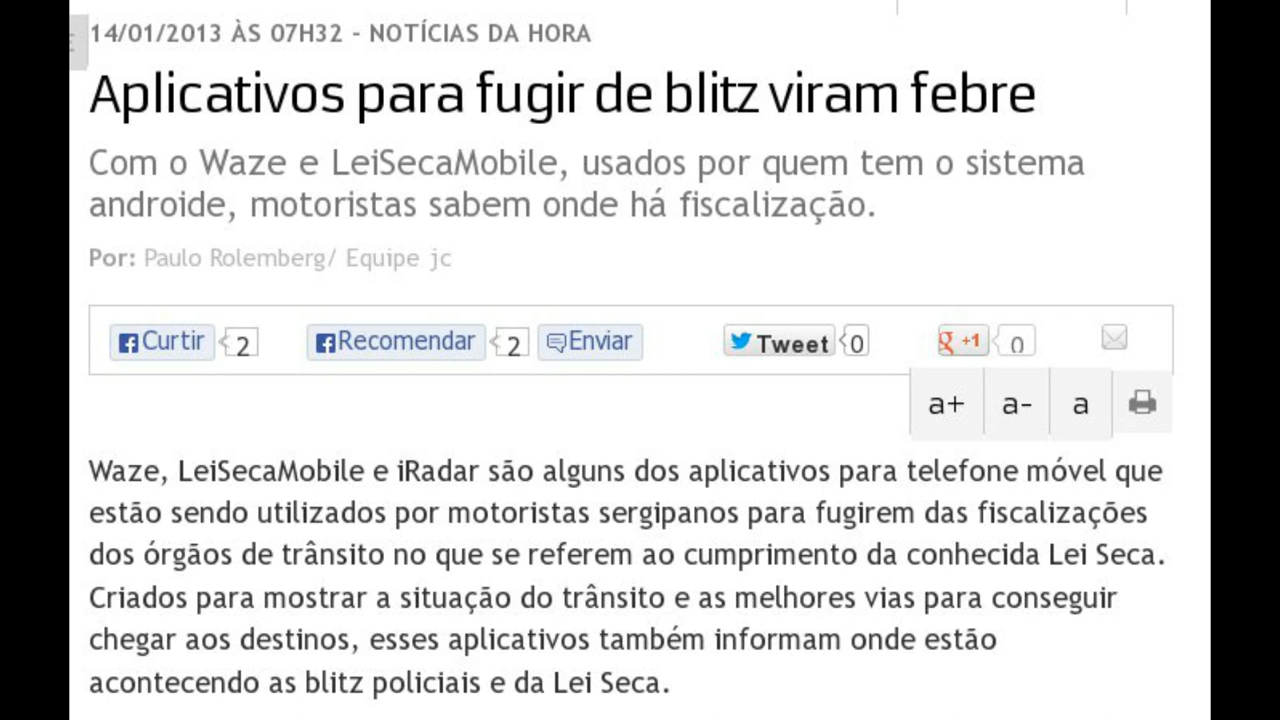 14/01/2013 ÀS 07H32 - NOTÍCIAS DA HORA
Aplicativos para fugir de blitz viram febre
Com o Waze e LeiSecaMobile, usados por quem tem o sistema
androide, motoristas sabem onde há fiscalização.
Por: Paulo Rolemberg/ Equipe jc
Curtir 2 Recomendar 2 Enviar Tweet 0 g +1 0
a+ a- a
Waze, LeiSecaMobile e iRadar são alguns dos aplicativos para telefone móvel que
estão sendo utilizados por motoristas sergipanos para fugirem das fiscalizações
dos órgãos de trânsito no que se referem ao cumprimento da conhecida Lei Seca.
Criados para mostrar a situação do trânsito e as melhores vias para conseguir
chegar aos destinos, esses aplicativos também informam onde estão
acontecendo as blitz policiais e da Lei Seca.